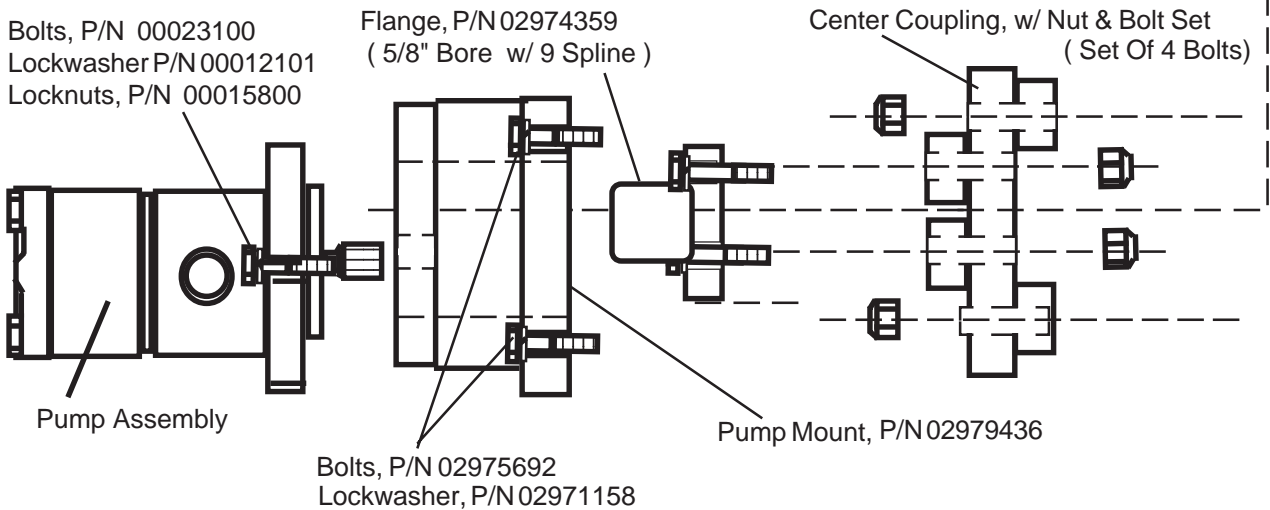 Bolts, P/N 00023100
Lockwasher P/N 00012101
Locknuts, P/N 00015800
Flange, P/N 02974359
( 5/8" Bore w/ 9 Spline )
Center Coupling, w/ Nut & Bolt Set
( Set Of 4 Bolts)
Pump Assembly
Bolts, P/N 02975692
Lockwasher, P/N 02971158
Pump Mount, P/N 02979436